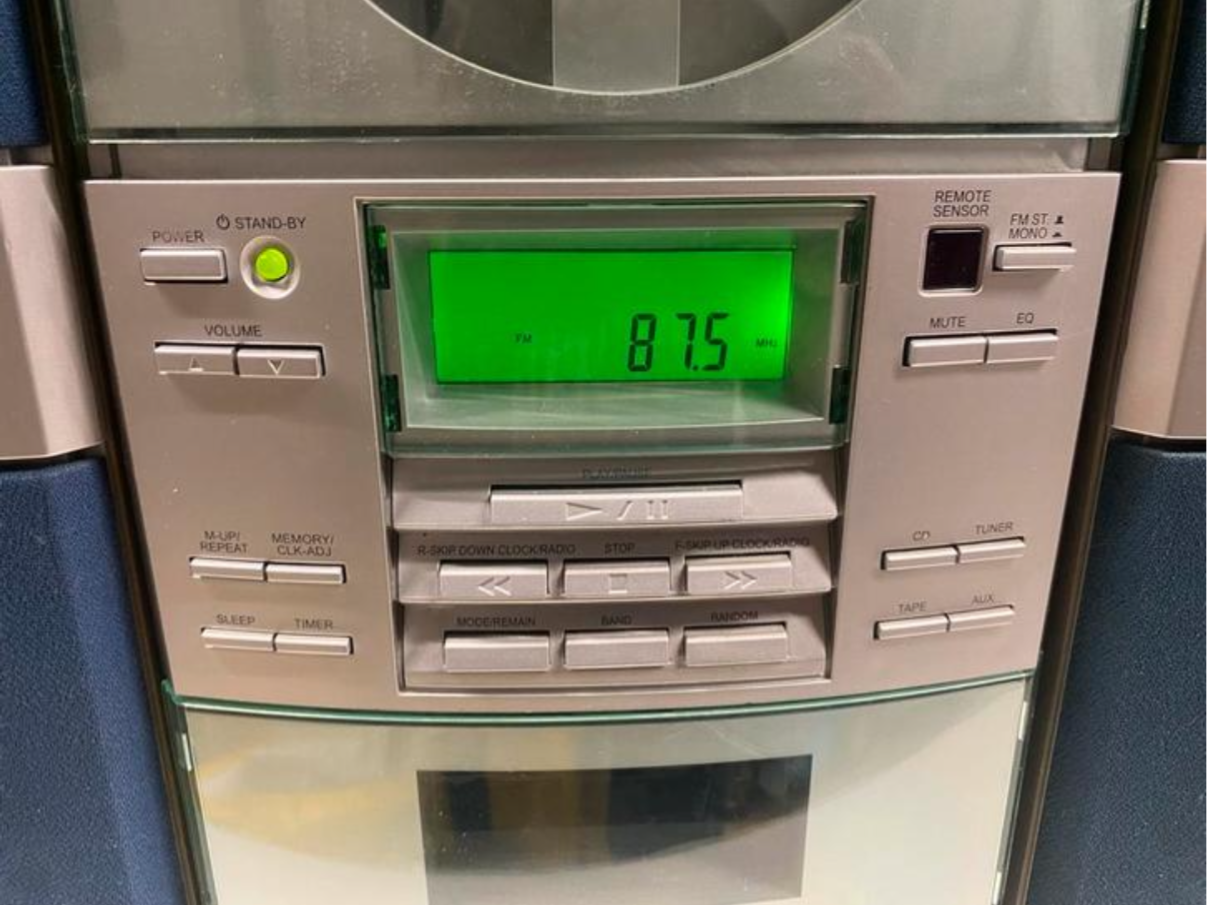 POWER
STAND-BY
VOLUME
FM
87.5
MHz
REMOTE
SENSOR
FM ST.
MONO
MUTE
EQ
PLAY/PAUSE
M-UP/
REPEAT
MEMORY/
CLK-ADJ
R-SKIP DOWN CLOCK/RADIO
STOP
F-SKIP UP CLOCK/RADIO
CD
TUNER
SLEEP
TIMER
MODE/REMAIN
BAND
RANDOM
TAPE
AUX